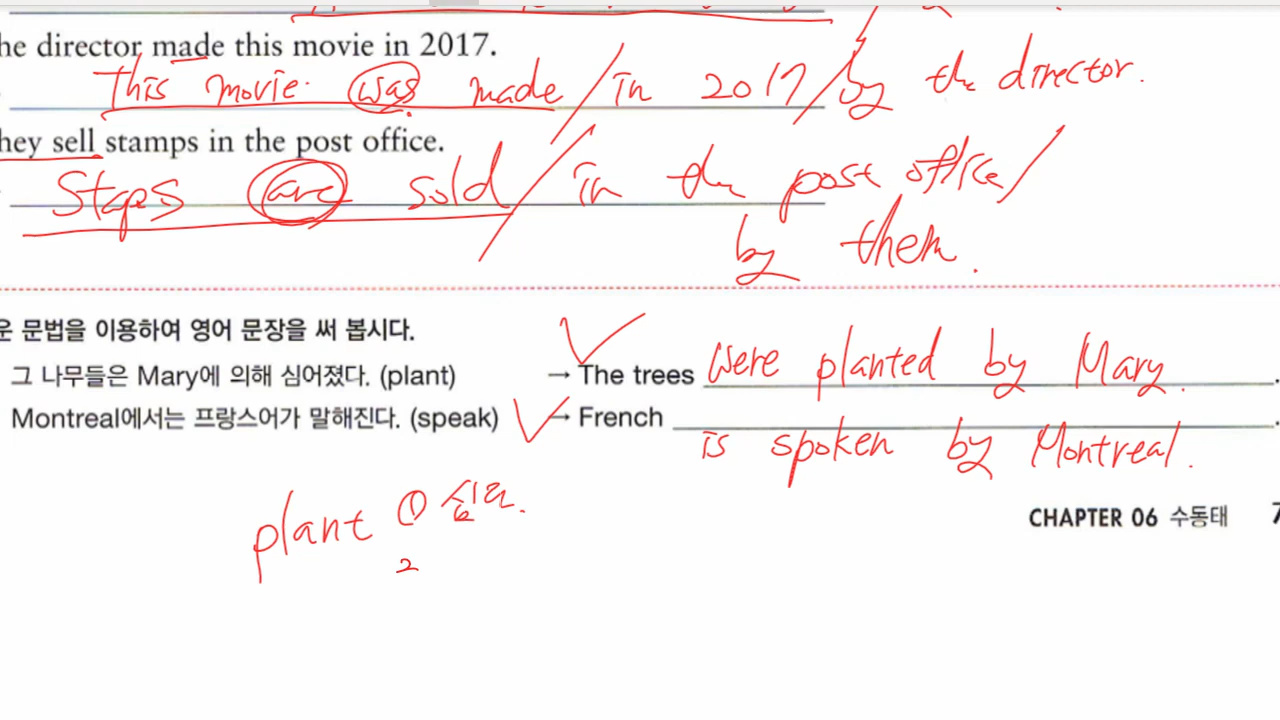 he director made this movie in 2017.
This movie was made / in 2017 / by the director.
hey sell stamps in the post office.
Staps are sold / in the post office /
by them.
운 문법을 이용하여 영어 문장을 써 봅시다.
그 나무들은 Mary에 의해 심어졌다. (plant) → The trees were planted by Mary.
Montreal에서는 프랑스어가 말해진다. (speak) → French
is spoken by Montreal.
plant ① 심다.
2
CHAPTER 06 수동태 7